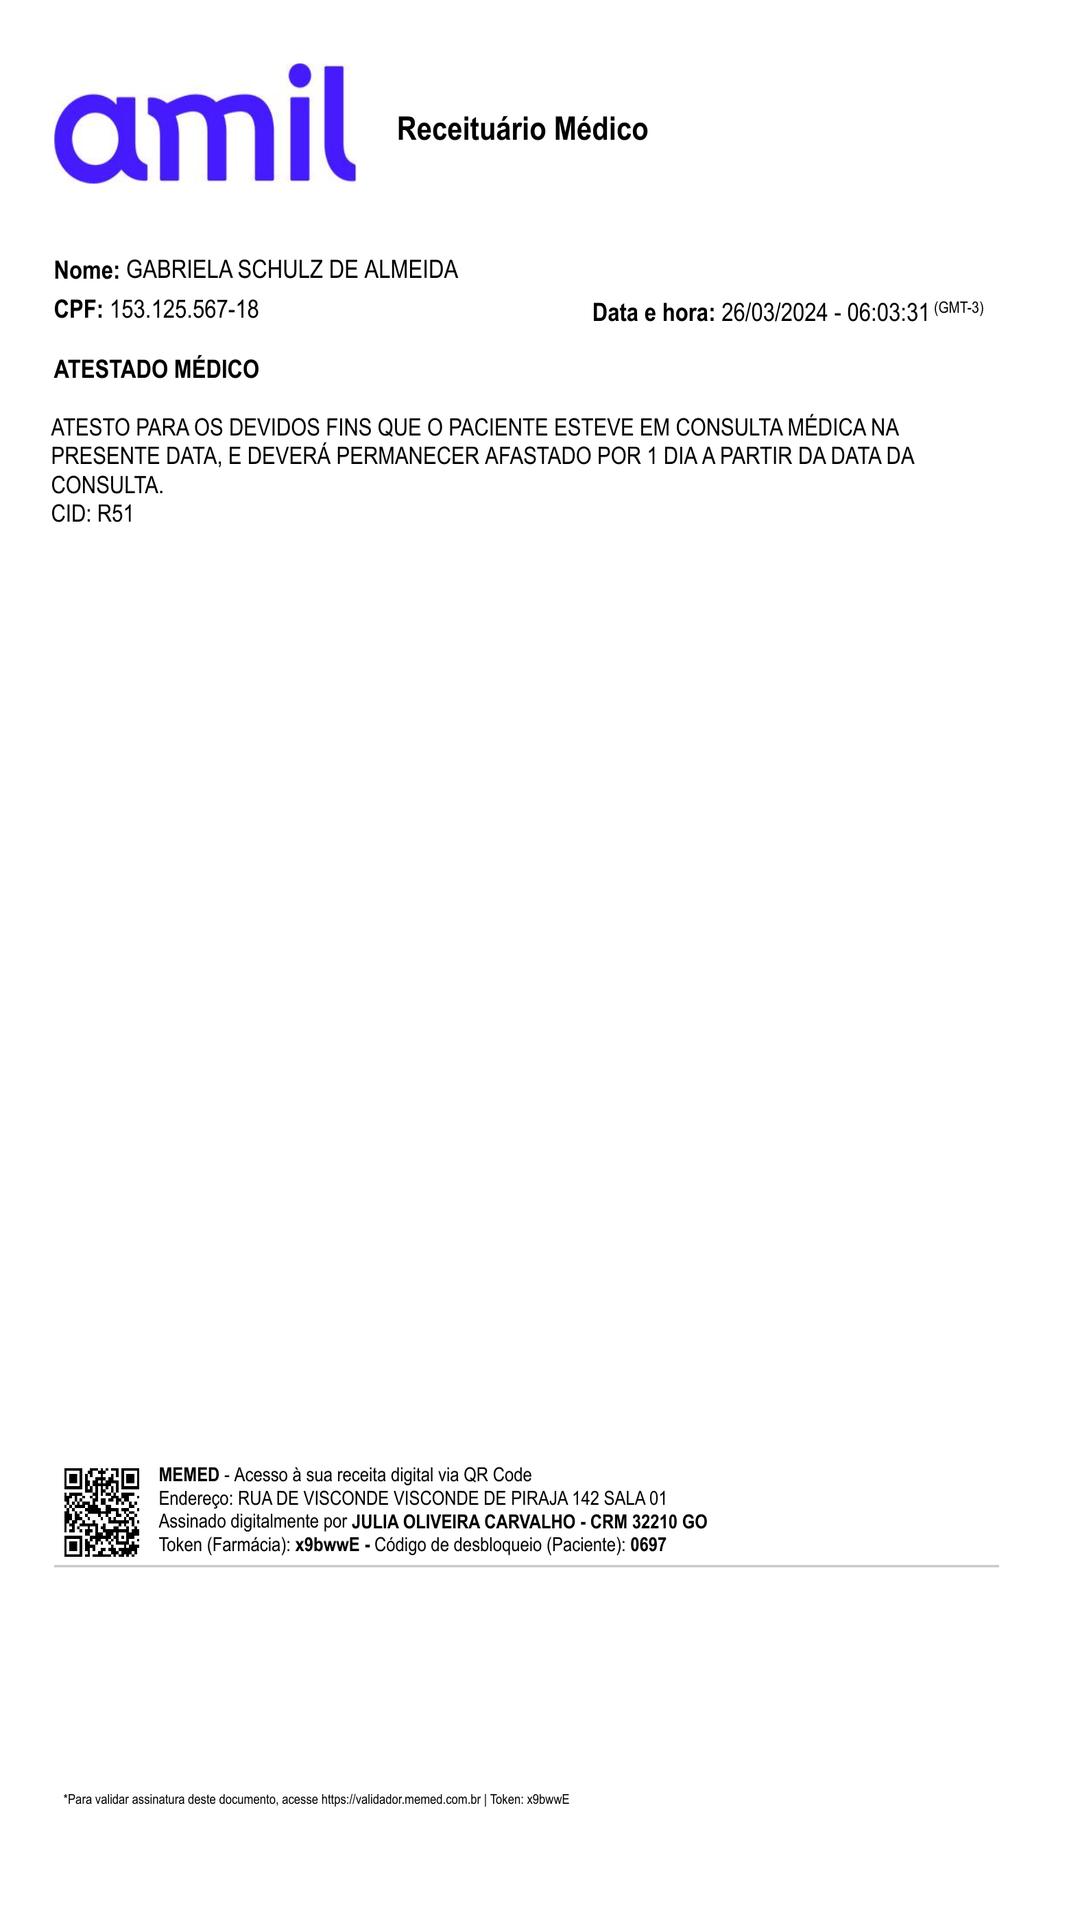 amil
Receituário Médico
Nome: GABRIELA SCHULZ DE ALMEIDA
CPF: 153.125.567-18
Data e hora: 26/03/2024 - 06:03:31 (GMT-3)
ATESTADO MÉDICO
ATESTO PARA OS DEVIDOS FINS QUE O PACIENTE ESTEVE EM CONSULTA MÉDICA NA
PRESENTE DATA, E DEVERÁ PERMANECER AFASTADO POR 1 DIA A PARTIR DA DATA DA
CONSULTA.
CID: R51
MEMED - Acesso à sua receita digital via QR Code
Endereço: RUA DE VISCONDE VISCONDE DE PIRAJA 142 SALA 01
Assinado digitalmente por JULIA OLIVEIRA CARVALHO - CRM 32210 GO
Token (Farmácia): x9bwwE - Código de desbloqueio (Paciente): 0697
*Para validar assinatura deste documento, acesse https://validador.memed.com.br | Token: x9bwwE